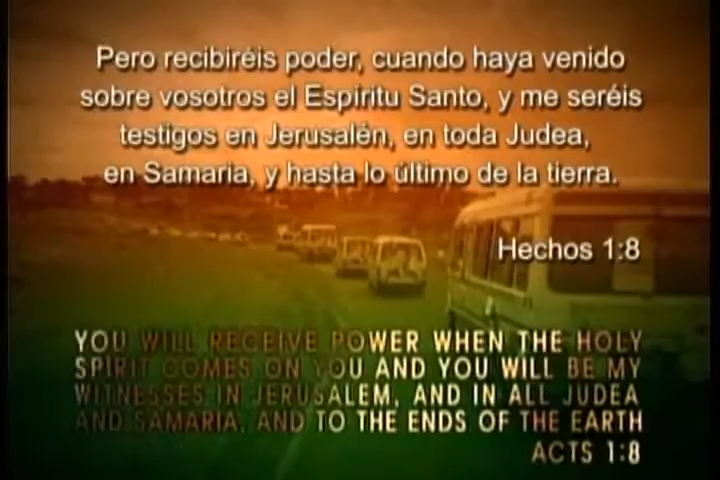 Pero recibiréis poder, cuando haya venido
sobre vosotros el Espíritu Santo, y me seréis
testigos en Jerusalén, en toda Judea,
en Samaria, y hasta lo último de la tierra.
Hechos 1:8
YOU WILL RECEIVE POWER WHEN THE HOLY
SPIRIT COMES ON YOU AND YOU WILL BE MY
WITNESSES IN JERUSALEM, AND IN ALL JUDEA
AND SAMARIA, AND TO THE ENDS OF THE EARTH
ACTS 1:8